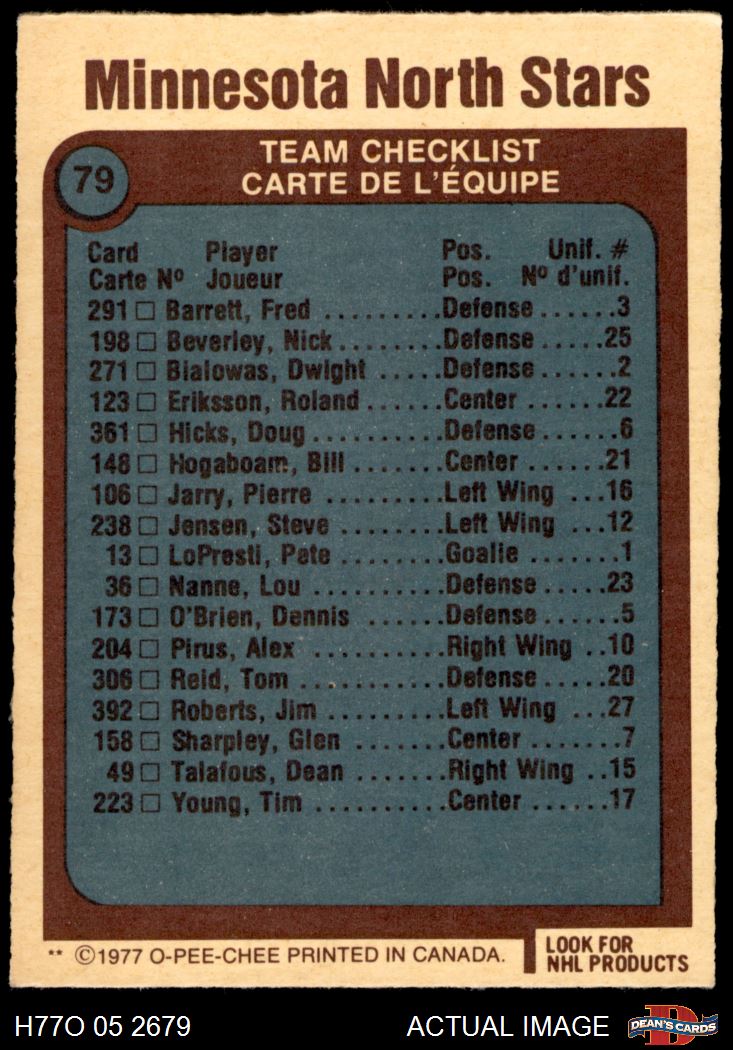 Minnesota North Stars
79
TEAM CHECKLIST
CARTE DE L'ÉQUIPE
Card Player Pos. Unif. #
Carte Nº Joueur Pos. Nº d'unif.
291 □ Barrett, Fred .........Defense......3
198 □ Beverley, Nick.......Defense.....25
271 □ Bialowas, Dwight .....Defense......2
123 □ Eriksson, Roland......Center ......22
361 □ Hicks, Doug ..........Defense......6
148 □ Hogaboam, Bill .......Center ......21
106 □ Jarry, Pierre .........Left Wing ...16
238 □ Jensen, Steve ........Left Wing ...12
13 □ LoPresti, Pete ........Goalie .......1
36 □ Nanne, Lou ..........Defense.....23
173 □ O'Brien, Dennis ......Defense......5
204 □ Pirus, Alex ..........Right Wing ..10
306 □ Reid, Tom ...........Defense.....20
392 □ Roberts, Jim .........Left Wing ...27
158 □ Sharpley, Glen .......Center .......7
49 □ Talafous, Dean .......Right Wing ..15
223 □ Young, Tim ..........Center ......17
** ©1977 O-PEE-CHEE PRINTED IN CANADA.
LOOK FOR
NHL PRODUCTS
H77O 05 2679 ACTUAL IMAGE DEAN'S CARDS